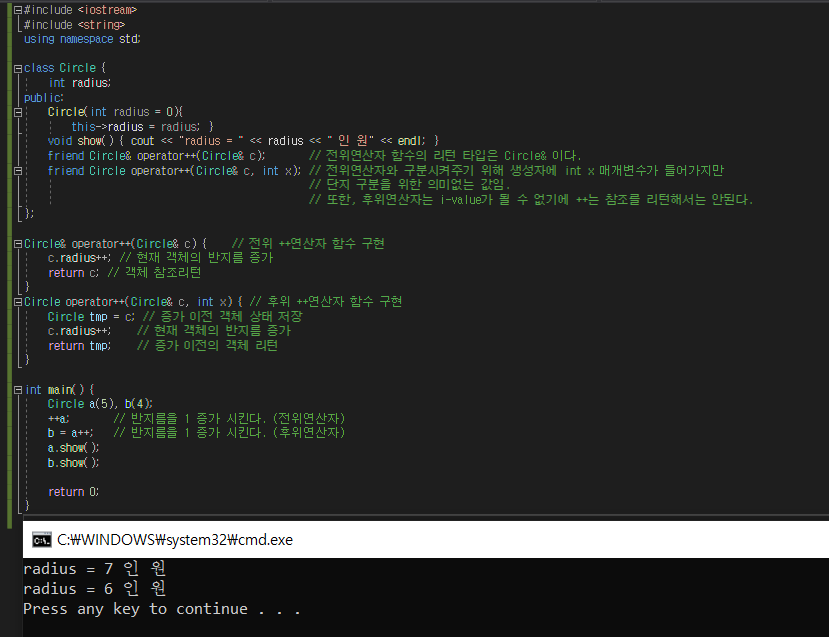 #include <iostream>
#include <string>
using namespace std;
class Circle {
int radius;
public:
Circle(int radius = 0){
this->radius = radius; }
void show() { cout << "radius = " << radius << " 인 원" << endl; }
friend Circle& operator++(Circle& c); // 전위연산자 함수의 리턴 타입은 Circle& 이다.
friend Circle operator++(Circle& c, int x); // 전위연산자와 구분시켜주기 위해 생성자에 int x 매개변수가 들어가지만
// 단지 구분을 위한 의미없는 값임.
// 또한, 후위연산자는 i-value가 될 수 없기에 ++는 참조를 리턴해서는 안된다.
};
Circle& operator++(Circle& c) { // 전위 ++연산자 함수 구현
c.radius++; // 현재 객체의 반지름 증가
return c; // 객체 참조리턴
}
Circle operator++(Circle& c, int x) { // 후위 ++연산자 함수 구현
Circle tmp = c; // 증가 이전 객체 상태 저장
c.radius++; // 현재 객체의 반지름 증가
return tmp; // 증가 이전의 객체 리턴
}
int main() {
Circle a(5), b(4);
++a; // 반지름을 1 증가 시킨다. (전위연산자)
b = a++; // 반지름을 1 증가 시킨다. (후위연산자)
a.show();
b.show();
return 0;
}
C:\WINDOWS\system32\cmd.exe
radius = 7 인 원
radius = 6 인 원
Press any key to continue . . .